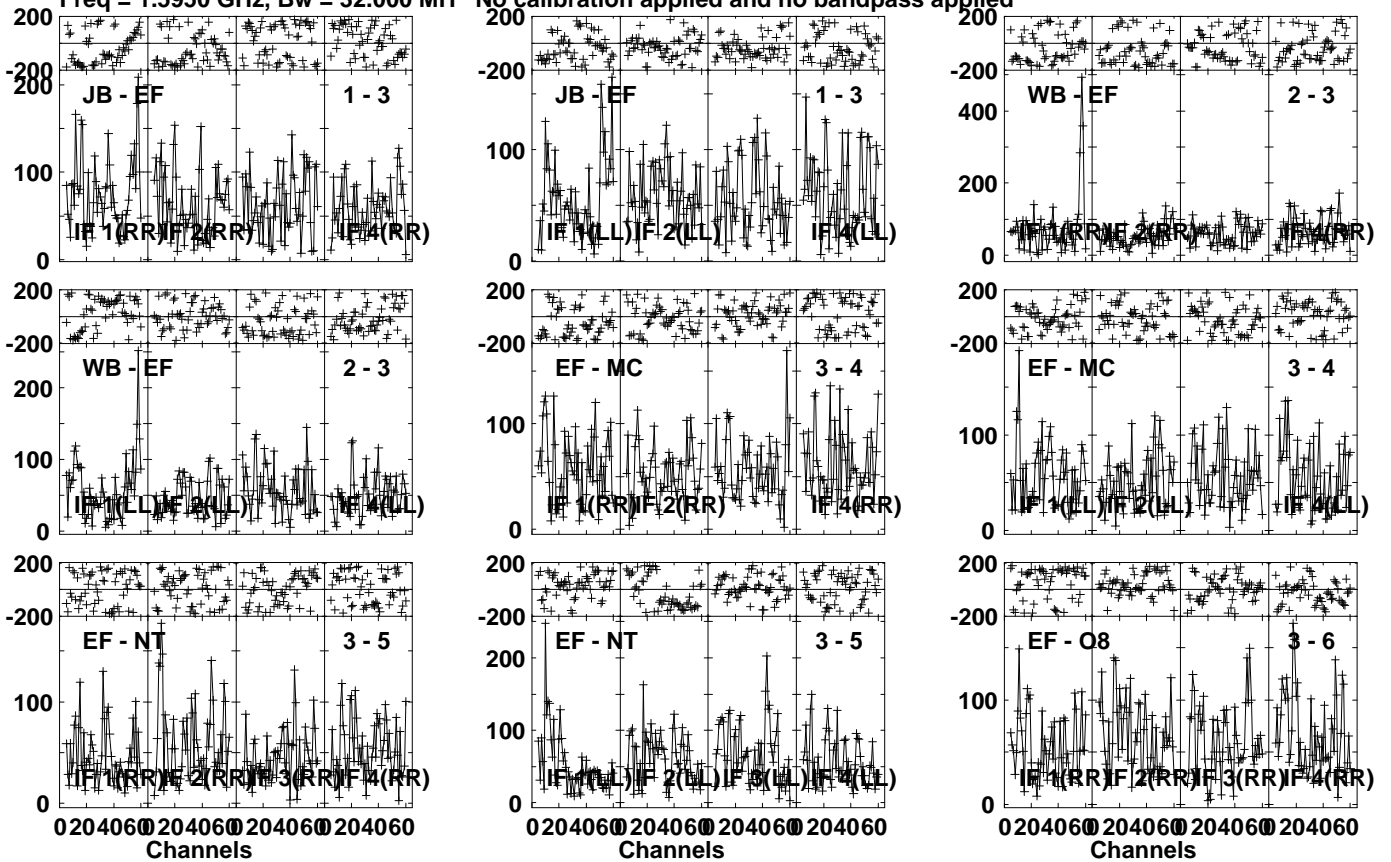 Freq = 1.5950 GHz, Bw = 32.000 MH No calibration applied and no bandpass applied
200
-200
200
100
0
JB - EF 1 - 3
IF 1(RR) IF 2(RR) IF 4(RR)
200
-200
100
0
JB - EF 1 - 3
IF 1(LL) IF 2(LL) IF 4(LL)
200
-200
400
200
0
WB - EF 2 - 3
IF 1(RR) IF 2(RR) IF 4(RR)
200
-200
200
100
0
WB - EF 2 - 3
IF 1(LL) IF 2(LL) IF 4(LL)
200
-200
100
0
EF - MC 3 - 4
IF 1(RR) IF 2(RR) IF 4(RR)
200
-200
100
0
EF - MC 3 - 4
IF 1(LL) IF 2(LL) IF 4(LL)
200
-200
100
0
EF - NT 3 - 5
IF 1(RR) IF 2(RR) IF 3(RR) IF 4(RR)
0 20 40 60 0 20 40 60 0 20 40 60 0 20 40 60
Channels
200
-200
200
100
0
EF - NT 3 - 5
IF 1(LL) IF 2(LL) IF 3(LL) IF 4(LL)
0 20 40 60 0 20 40 60 0 20 40 60 0 20 40 60
Channels
200
-200
100
0
EF - O8 3 - 6
IF 1(RR) IF 2(RR) IF 3(RR) IF 4(RR)
0 20 40 60 0 20 40 60 0 20 40 60 0 20 40 60
Channels